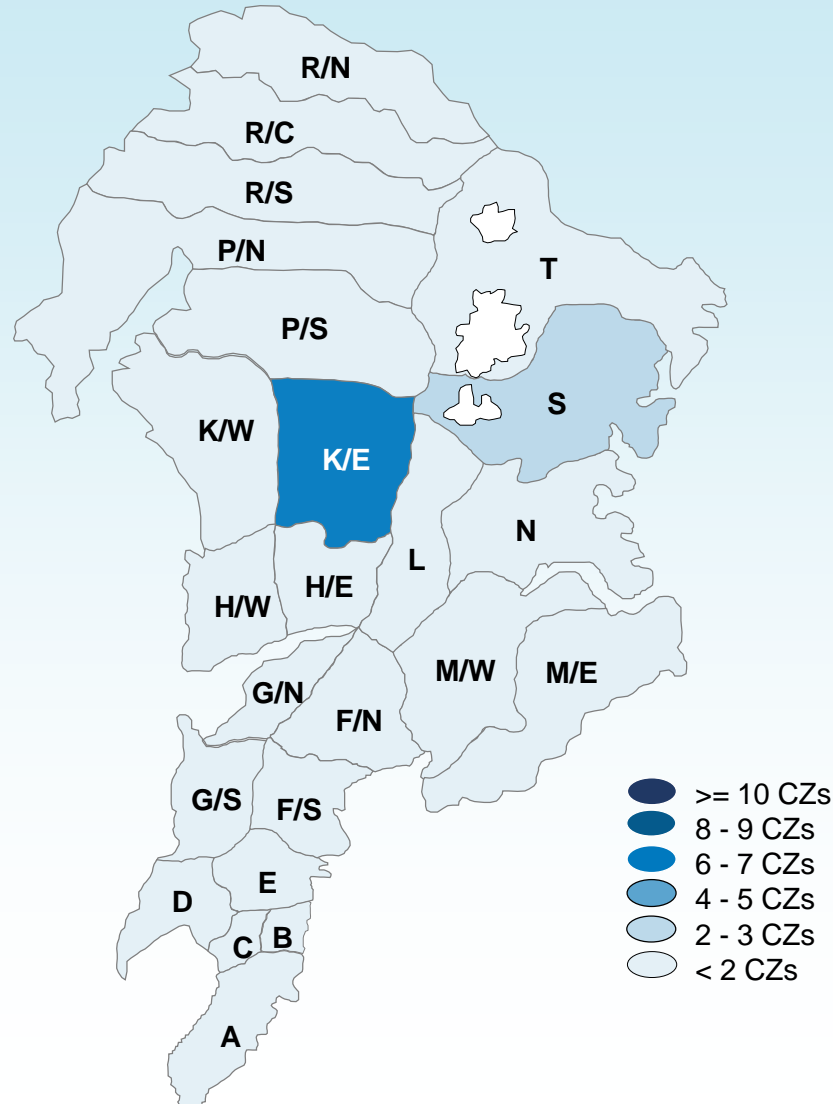 R/N
R/C
R/S
P/N
T
P/S
S
K/W
K/E
N
L
H/E
H/W
M/W
M/E
G/N
F/N
G/S
F/S
E
D
B
C
A
>= 10 CZs
8 - 9 CZs
6 - 7 CZs
4 - 5 CZs
2 - 3 CZs
< 2 CZs